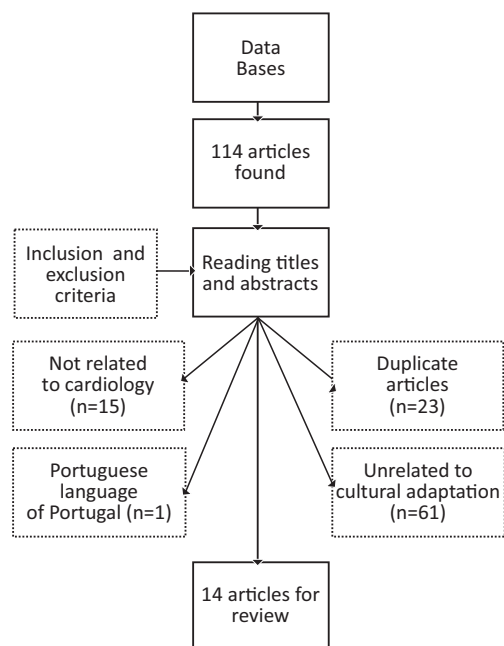 Data
Bases
114 articles
found
Inclusion and
exclusion
criteria
Reading titles
and abstracts
Not related
to cardiology
(n=15)
Duplicate
articles
(n=23)
Portuguese
language
of Portugal (n=1)
Unrelated to
cultural adaptation
(n=61)
14 articles for
review